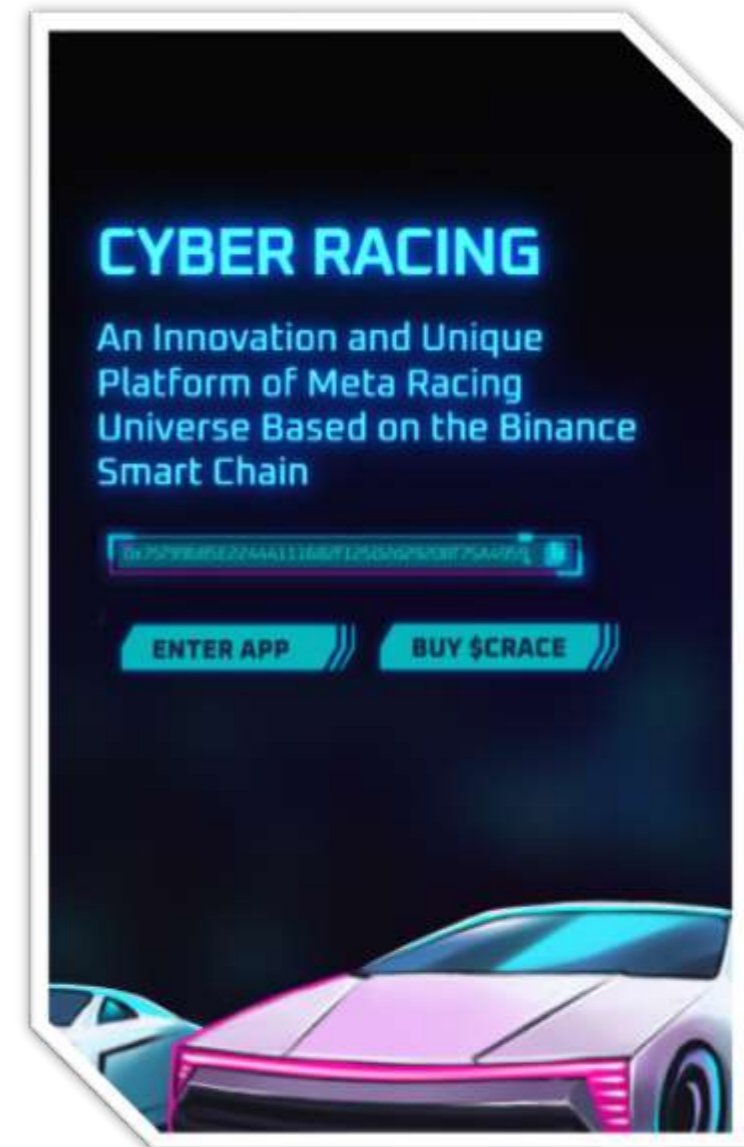 CYBER RACING
An Innovation and Unique
Platform of Meta Racing
Universe Based on the Binance
Smart Chain
ENTER APP
BUY $CRACE